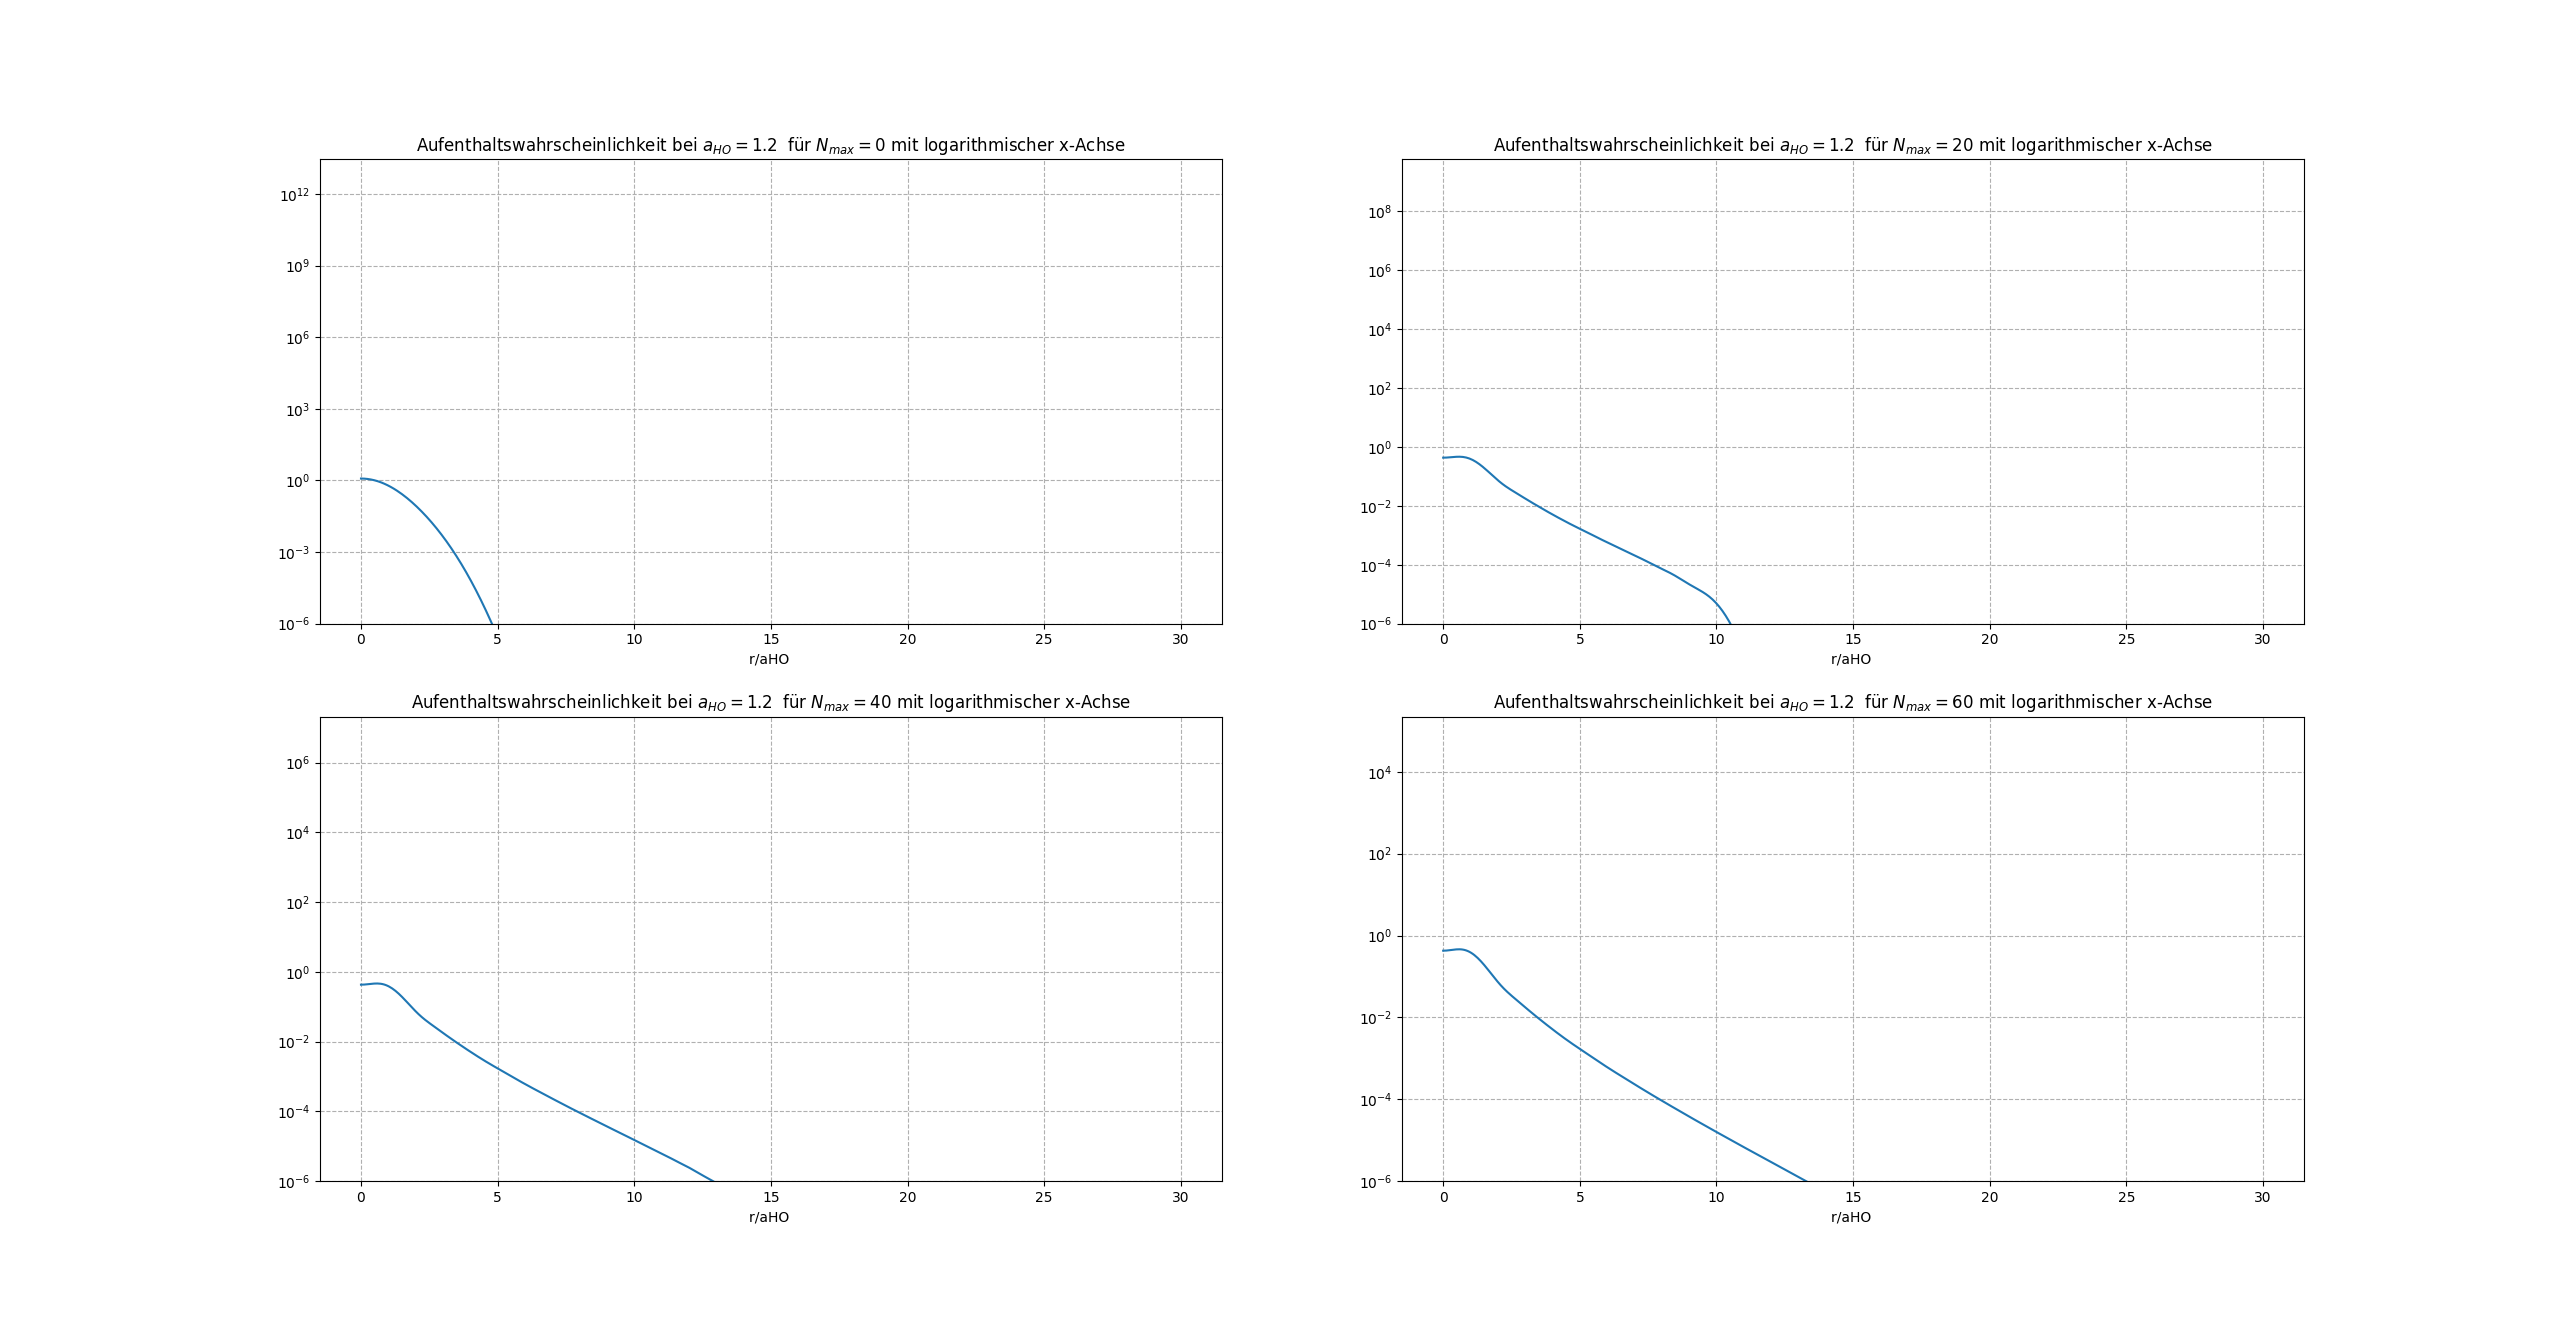 Aufenthaltswahrscheinlichkeit bei $a_{HO} = 1.2$ für $N_{max} = 0$ mit logarithmischer x-Achse
10^{12}
10^{9}
10^{6}
10^{3}
10^{0}
10^{-3}
10^{-6}
0 5 10 15 20 25 30
r/aHO
Aufenthaltswahrscheinlichkeit bei $a_{HO} = 1.2$ für $N_{max} = 20$ mit logarithmischer x-Achse
10^{8}
10^{6}
10^{4}
10^{2}
10^{0}
10^{-2}
10^{-4}
10^{-6}
0 5 10 15 20 25 30
r/aHO
Aufenthaltswahrscheinlichkeit bei $a_{HO} = 1.2$ für $N_{max} = 40$ mit logarithmischer x-Achse
10^{6}
10^{4}
10^{2}
10^{0}
10^{-2}
10^{-4}
10^{-6}
0 5 10 15 20 25 30
r/aHO
Aufenthaltswahrscheinlichkeit bei $a_{HO} = 1.2$ für $N_{max} = 60$ mit logarithmischer x-Achse
10^{4}
10^{2}
10^{0}
10^{-2}
10^{-4}
10^{-6}
0 5 10 15 20 25 30
r/aHO